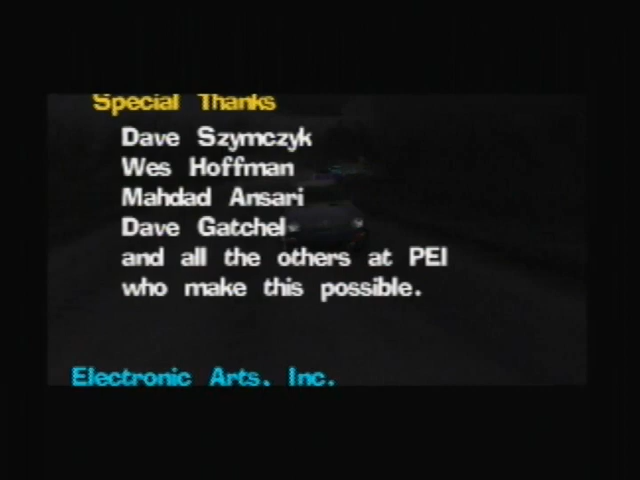 Special Thanks
Dave Szymczyk
Wes Hoffman
Mahdad Ansari
Dave Gatchel
and all the others at PEI
who make this possible.
Electronic Arts, Inc.